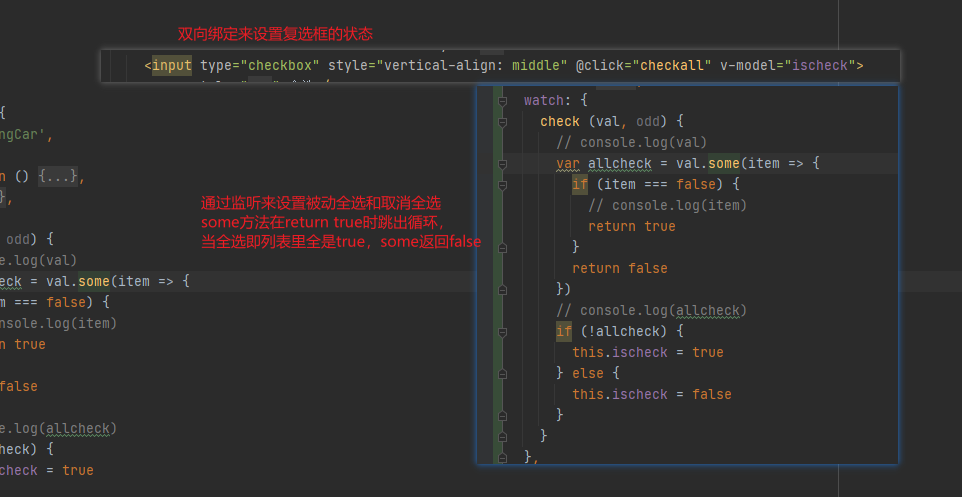 双向绑定来设置复选框的状态
<input type="checkbox" style="vertical-align: middle" @click="checkall" v-model="ischeck">
{
ngCar',
n () {...},
},
odd) {
e.log(val)
eck = val.some(item => {
m === false) {
nsole.log(item)
n true
false
e.log(allcheck)
heck) {
check = true
通过监听来设置被动全选和取消全选
some方法在return true时跳出循环,
当全选即列表里全是true，some返回false
watch: {
check (val, odd) {
// console.log(val)
var allcheck = val.some(item => {
if (item === false) {
// console.log(item)
return true
}
return false
})
// console.log(allcheck)
if (!allcheck) {
this.ischeck = true
} else {
this.ischeck = false
}
}
},